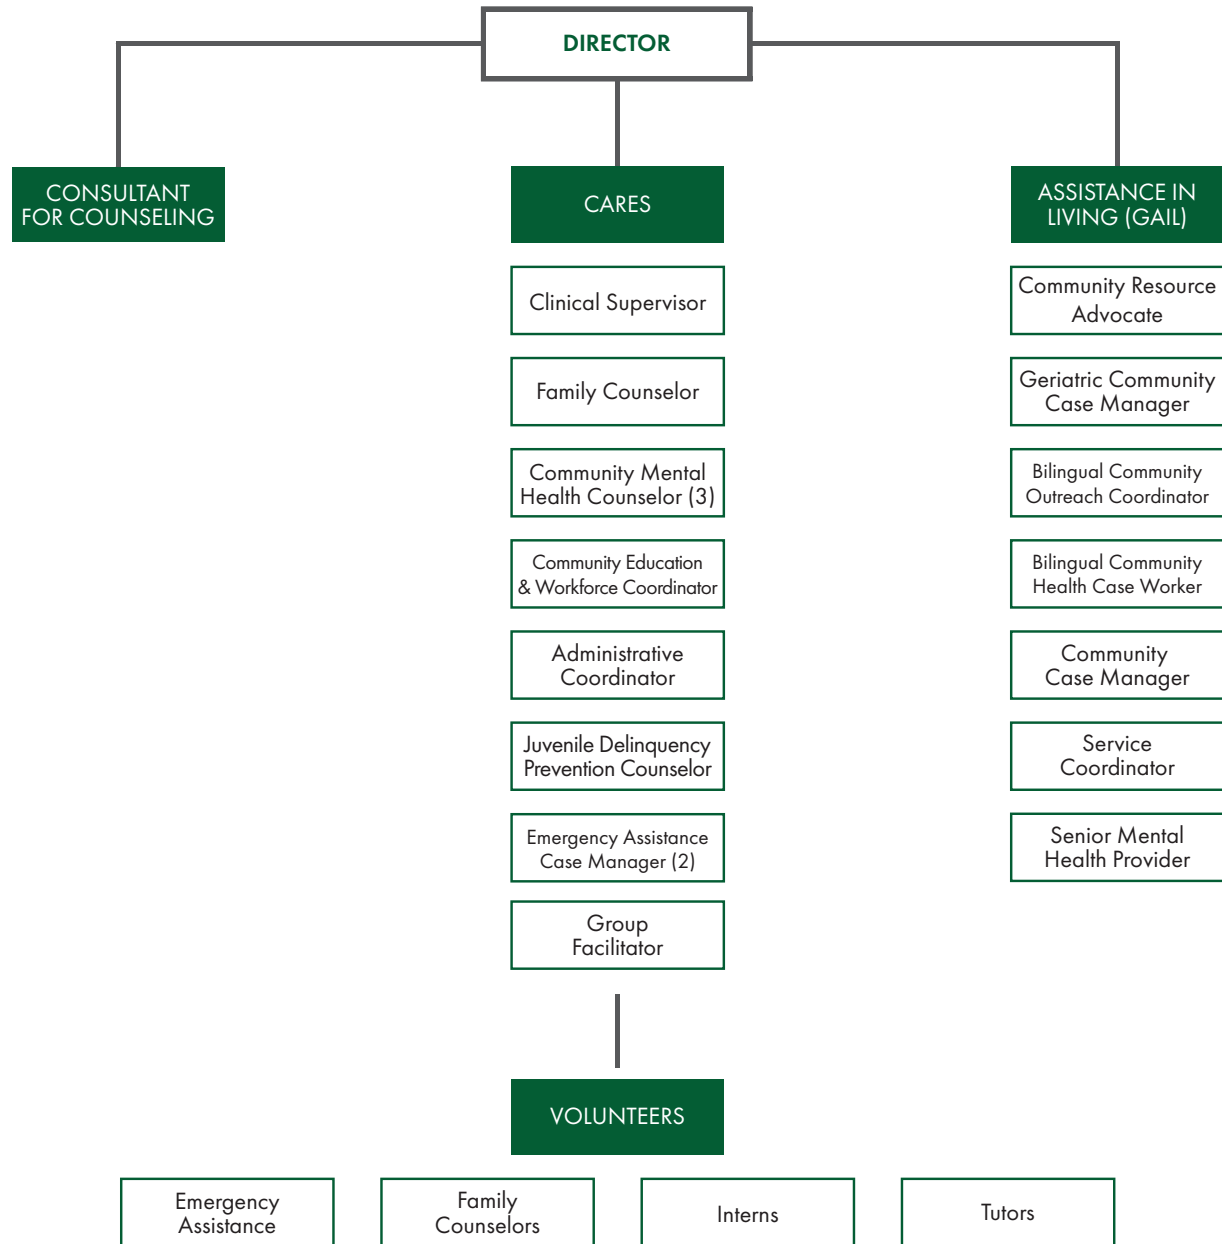 DIRECTOR
CONSULTANT
FOR COUNSELING
CARES
Clinical Supervisor
Family Counselor
Community Mental
Health Counselor (3)
Community Education
& Workforce Coordinator
Administrative
Coordinator
Juvenile Delinquency
Prevention Counselor
Emergency Assistance
Case Manager (2)
Group
Facilitator
ASSISTANCE IN
LIVING (GAIL)
Community Resource
Advocate
Geriatric Community
Case Manager
Bilingual Community
Outreach Coordinator
Bilingual Community
Health Case Worker
Community
Case Manager
Service
Coordinator
Senior Mental
Health Provider
VOLUNTEERS
Emergency
Assistance
Family
Counselors
Interns
Tutors